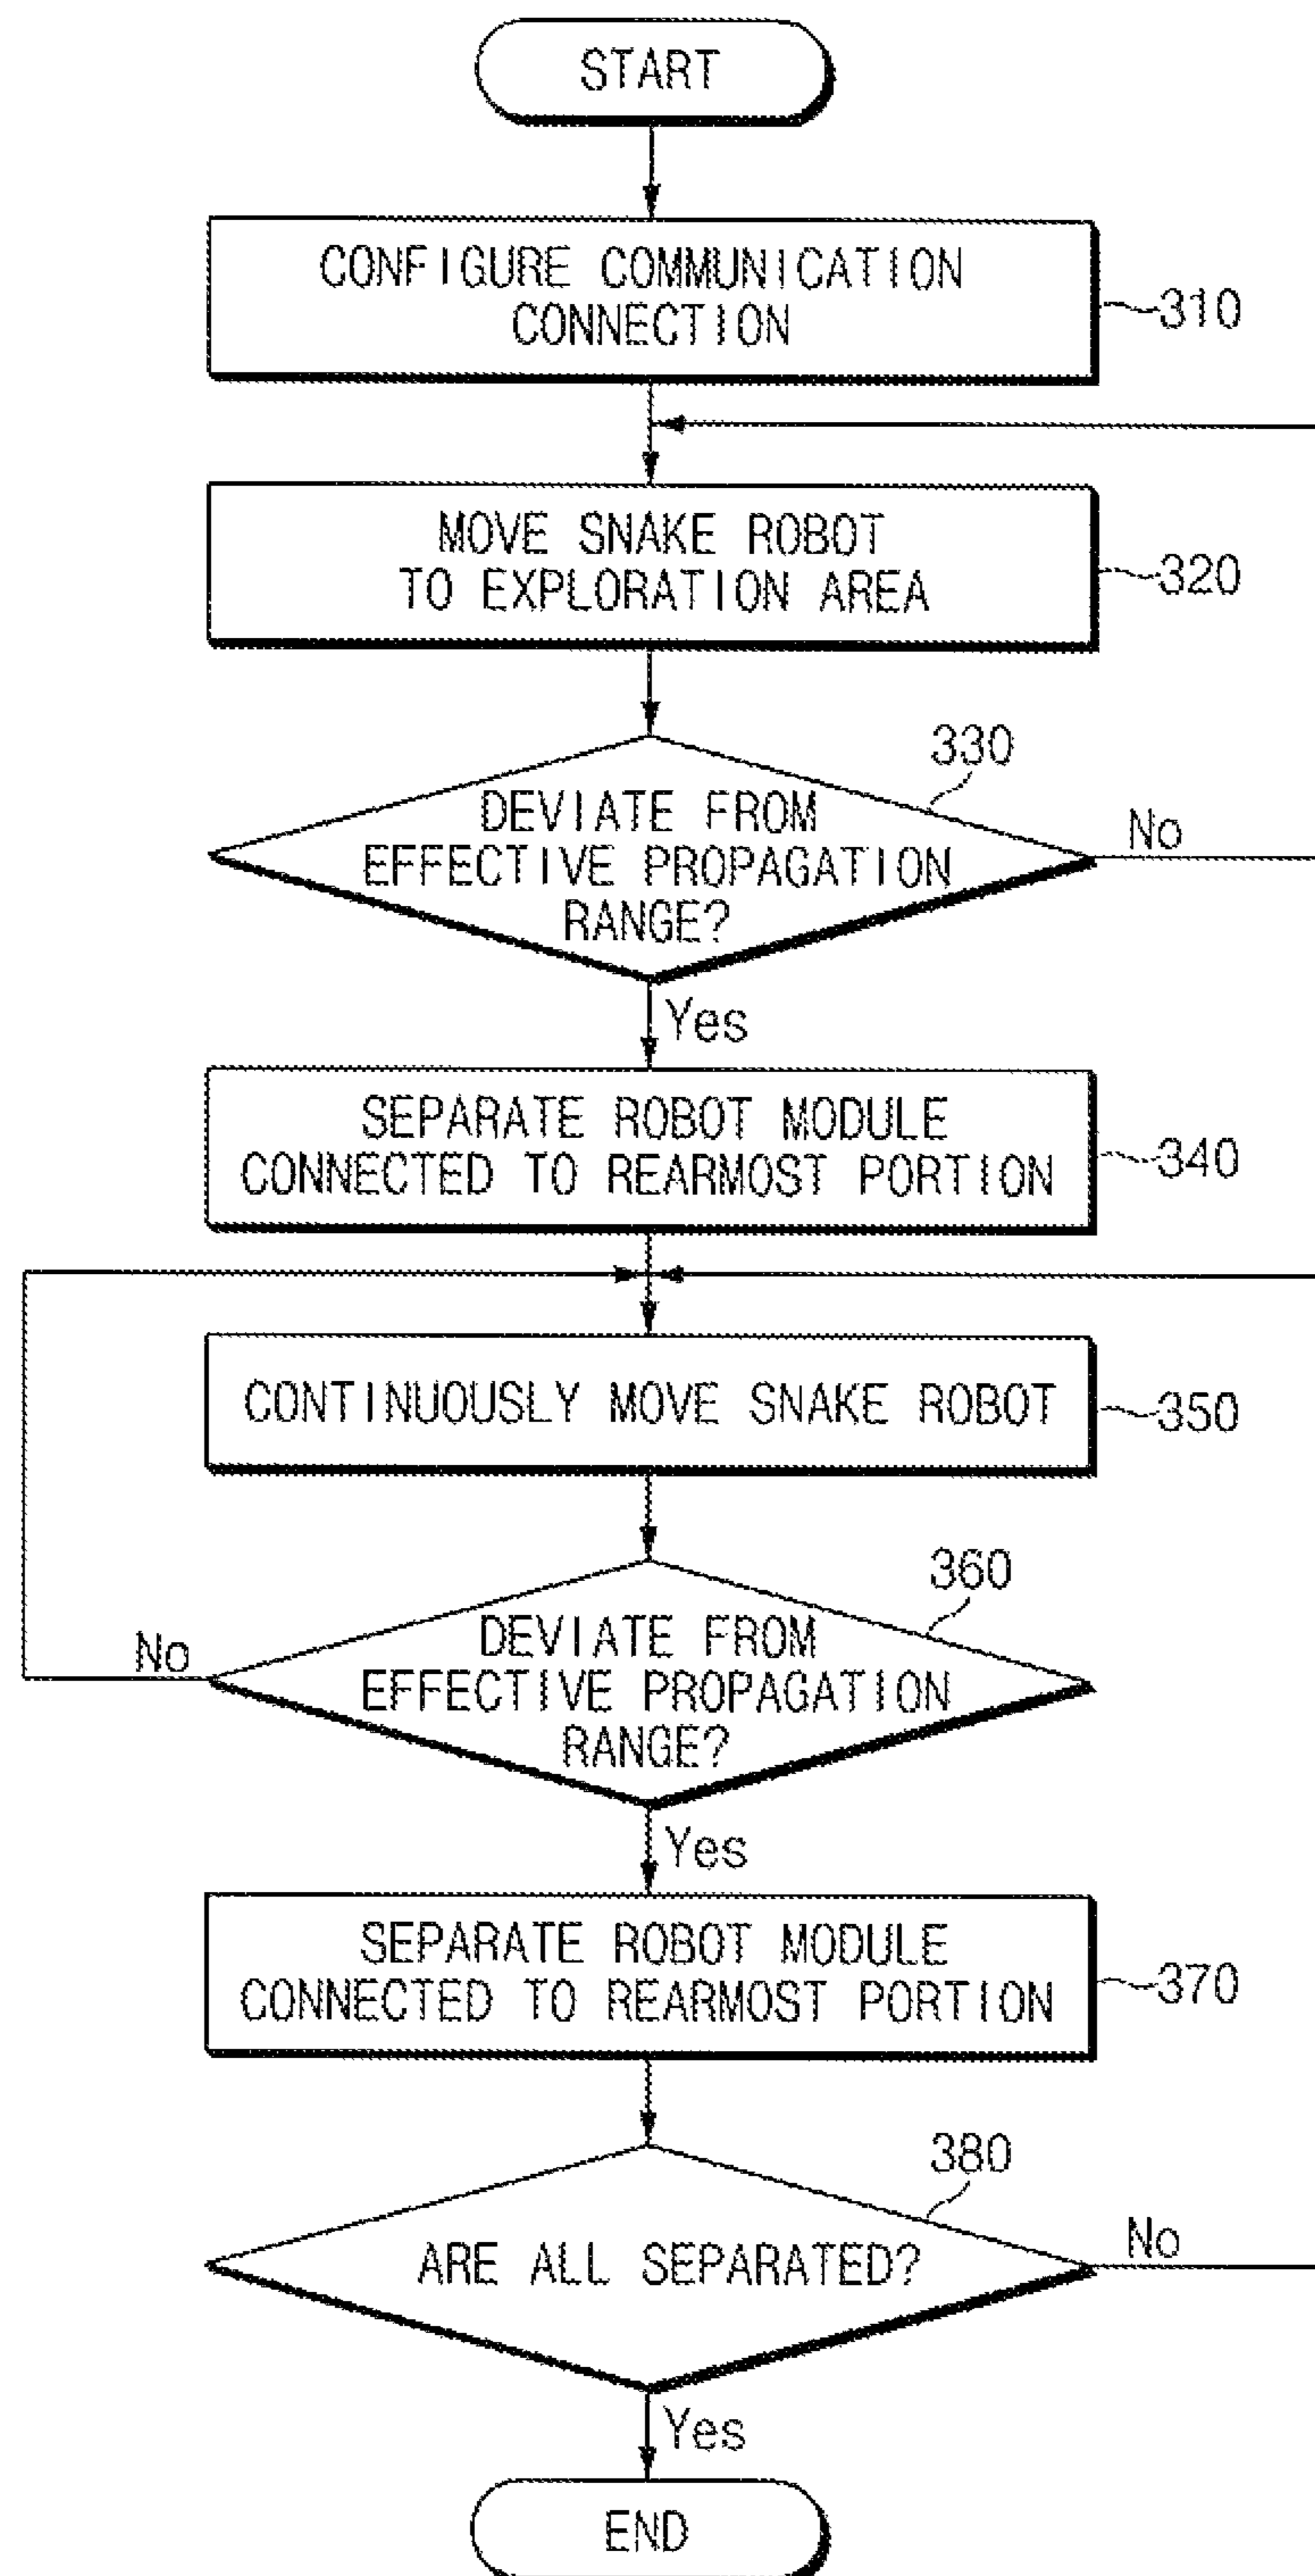 START
CONFIGURE COMMUNICATION
CONNECTION
310
MOVE SNAKE ROBOT
TO EXPLORATION AREA
320
330
DEVIATE FROM
EFFECTIVE PROPAGATION
RANGE?
No
Yes
SEPARATE ROBOT MODULE
CONNECTED TO REARMOST PORTION
340
CONTINUOUSLY MOVE SNAKE ROBOT
350
360
DEVIATE FROM
EFFECTIVE PROPAGATION
RANGE?
No
Yes
SEPARATE ROBOT MODULE
CONNECTED TO REARMOST PORTION
370
380
ARE ALL SEPARATED?
No
Yes
END